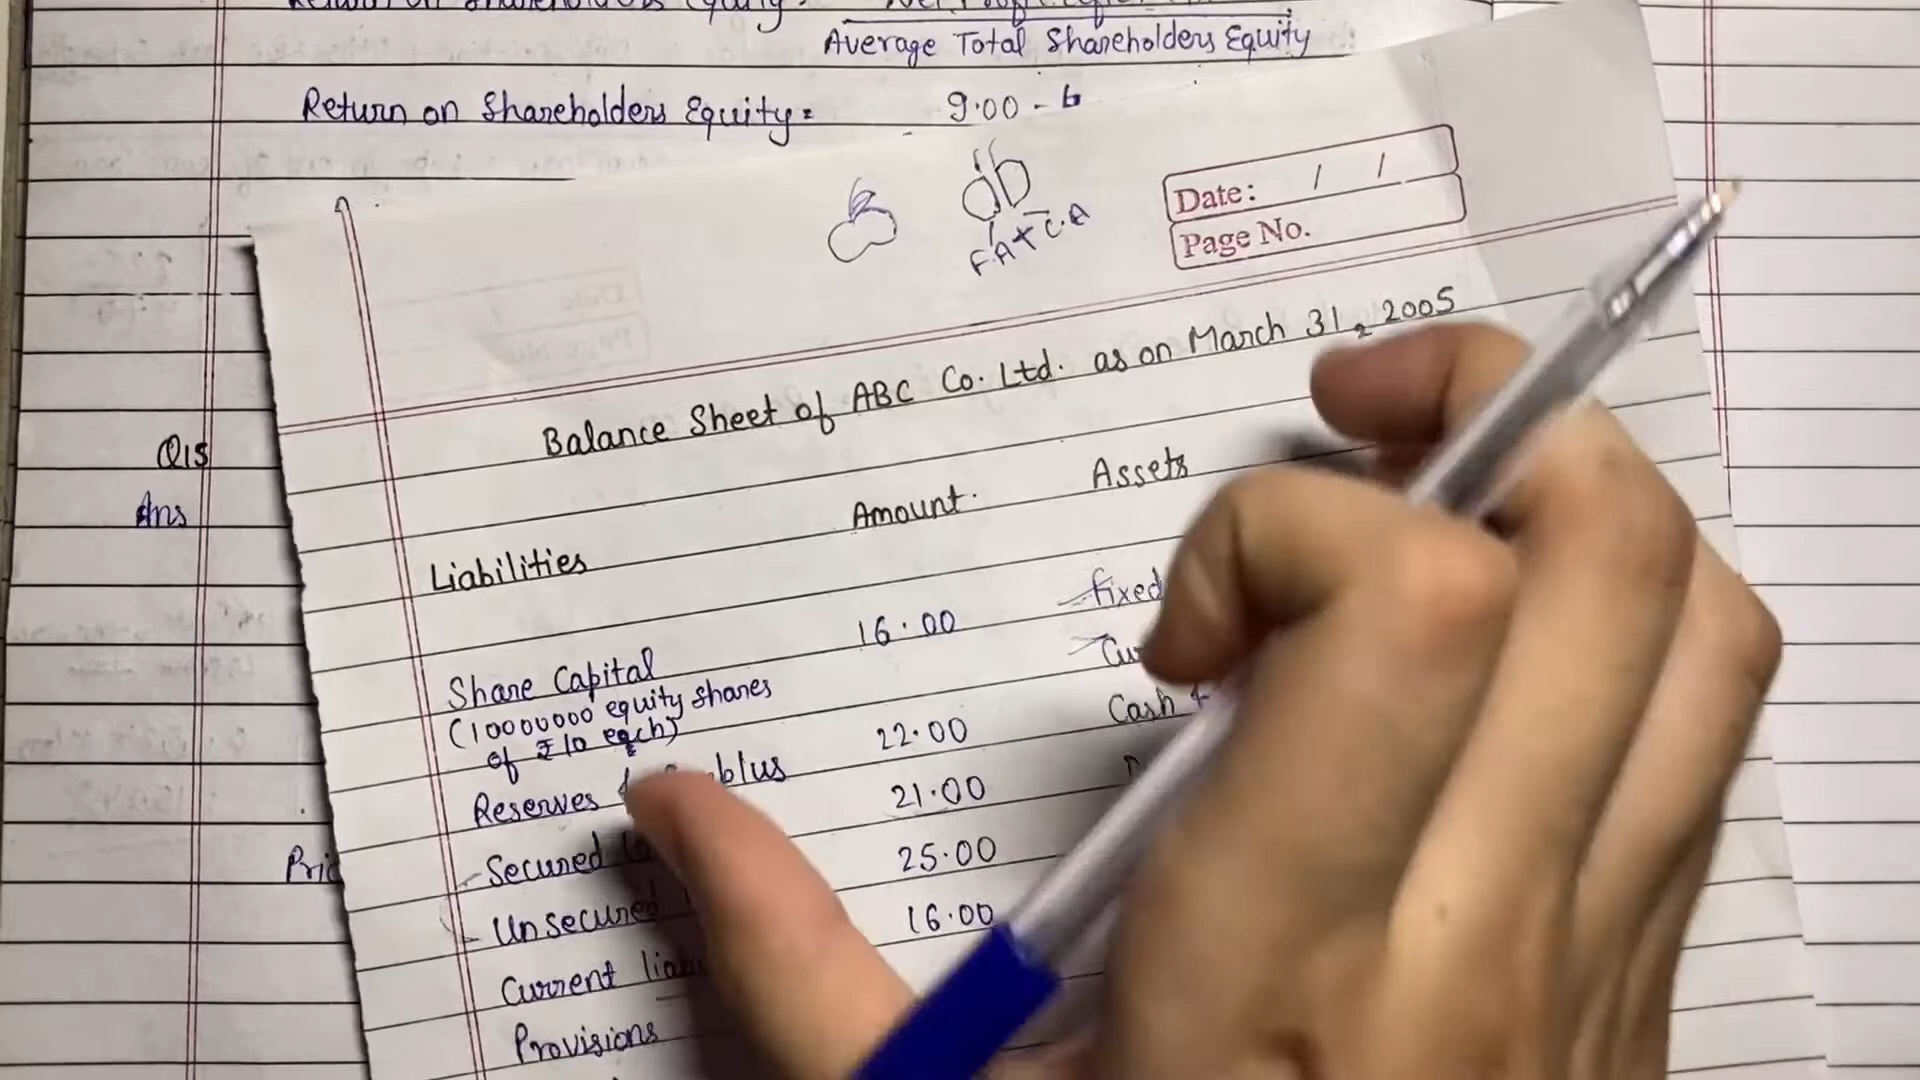 Average Total Shareholders Equity
Return on Shareholders Equity = 9.00 - 6
F.A + C.A
Date: / /
Page No.
Balance Sheet of ABC Co. Ltd. as on March 31, 2005
Q15
Ans
Liabilities Amount. Assets
Share Capital 16.00 fixed
(10000000 equity shares
of ₹10 each)
Reserves 22.00 Cash
Secured 21.00
Unsecured 25.00
Current 16.00
Provisions